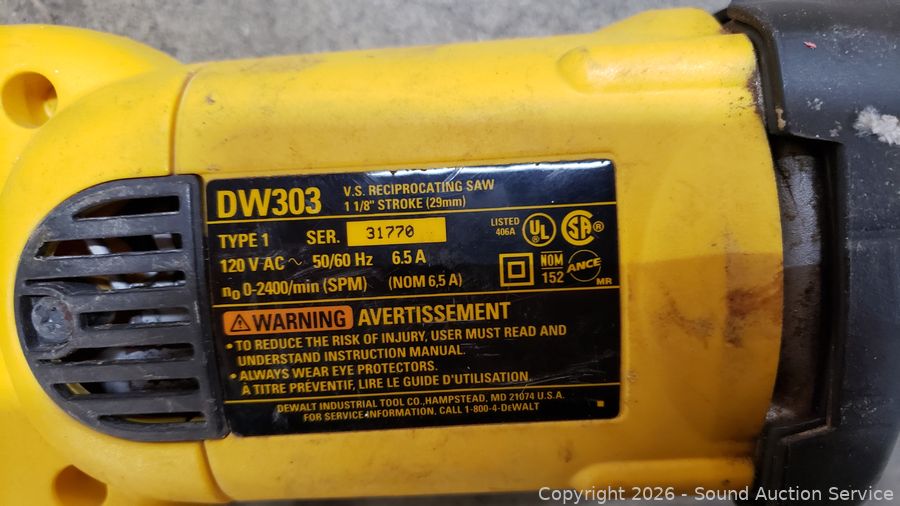 DW303 V.S. RECIPROCATING SAW
1 1/8" STROKE (29mm)
TYPE 1 SER. 31770
LISTED
406A
UL
SA
®
120 V AC ~ 50/60 Hz 6.5 A
NOM
152
ANCE
MR
n₀ 0-2400/min (SPM) (NOM 6,5 A)
⚠WARNING AVERTISSEMENT
• TO REDUCE THE RISK OF INJURY, USER MUST READ AND
UNDERSTAND INSTRUCTION MANUAL.
• ALWAYS WEAR EYE PROTECTORS.
À TITRE PRÉVENTIF, LIRE LE GUIDE D'UTILISATION.
DEWALT INDUSTRIAL TOOL CO., HAMPSTEAD, MD 21074 U.S.A.
FOR SERVICE INFORMATION, CALL 1-800-4-DEWALT
Copyright 2026 - Sound Auction Service